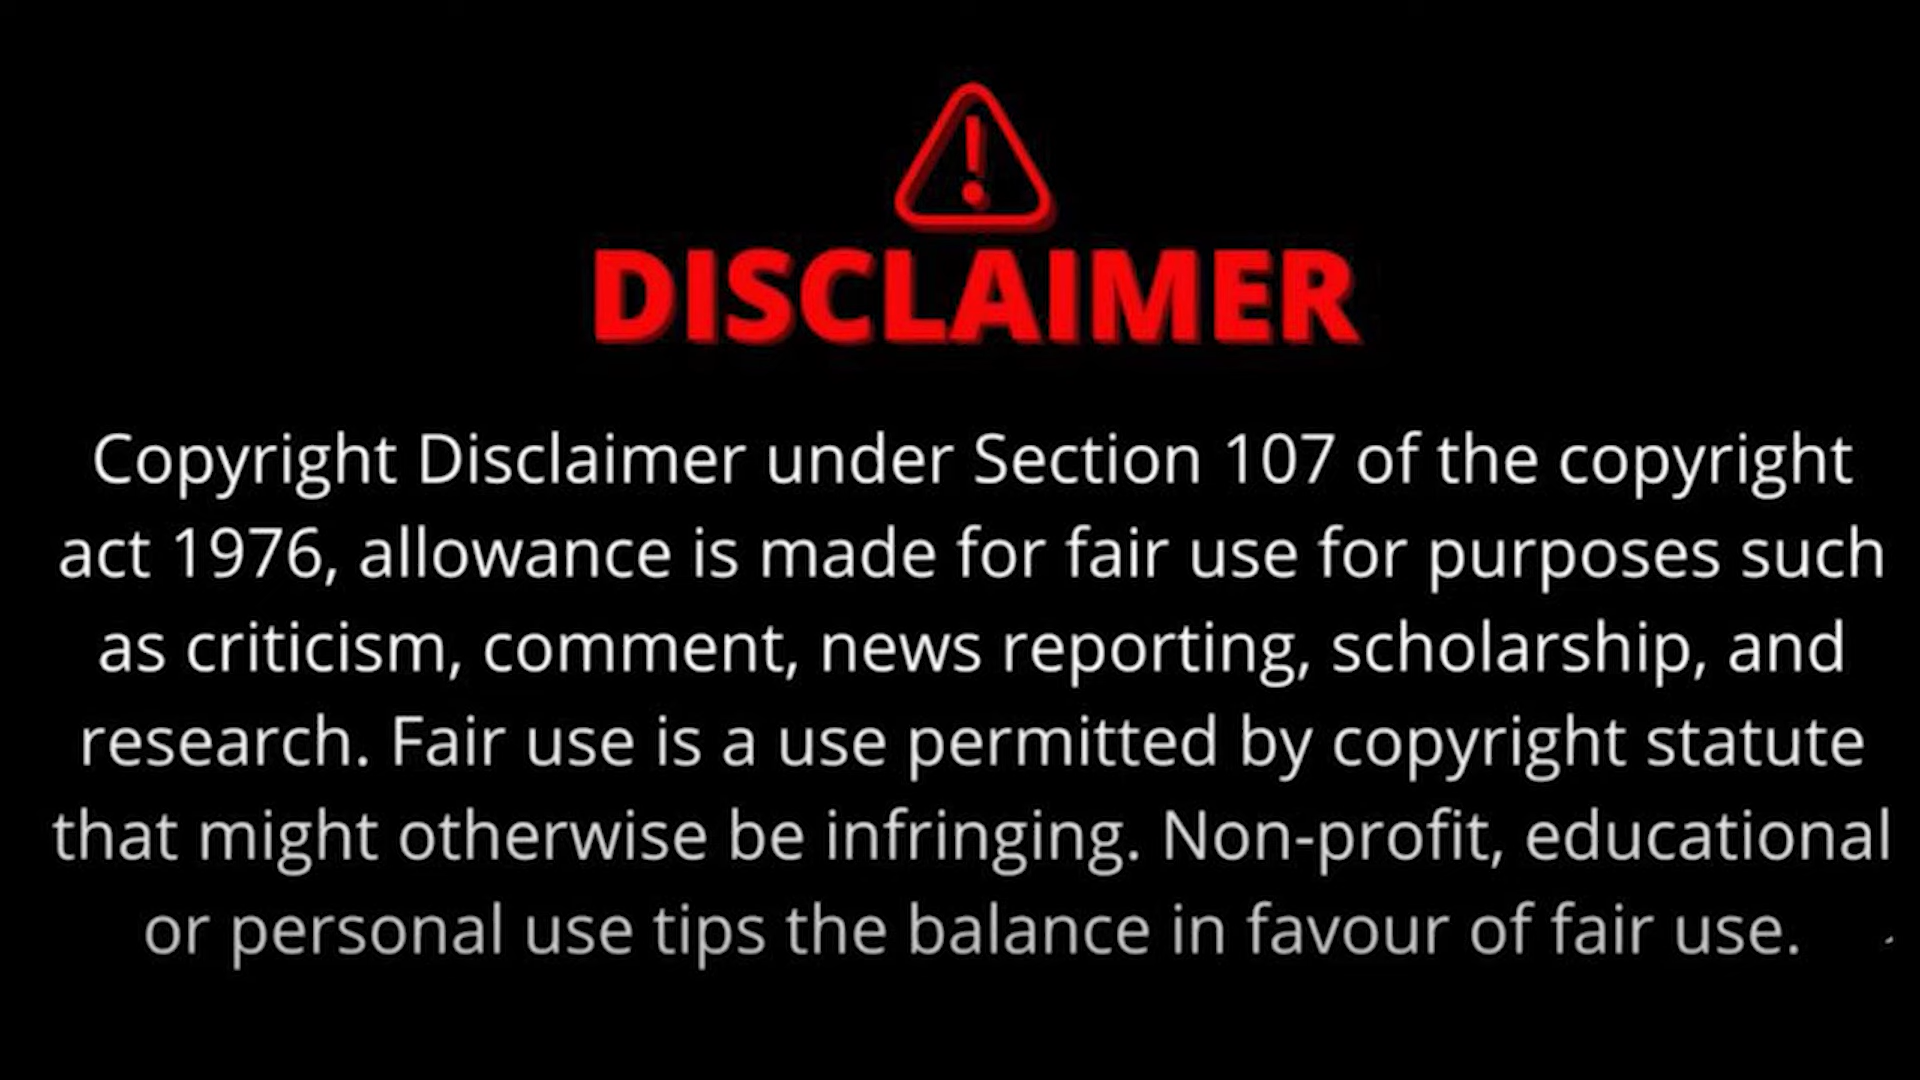 DISCLAIMER
Copyright Disclaimer under Section 107 of the copyright
act 1976, allowance is made for fair use for purposes such
as criticism, comment, news reporting, scholarship, and
research. Fair use is a use permitted by copyright statute
that might otherwise be infringing. Non-profit, educational
or personal use tips the balance in favour of fair use.